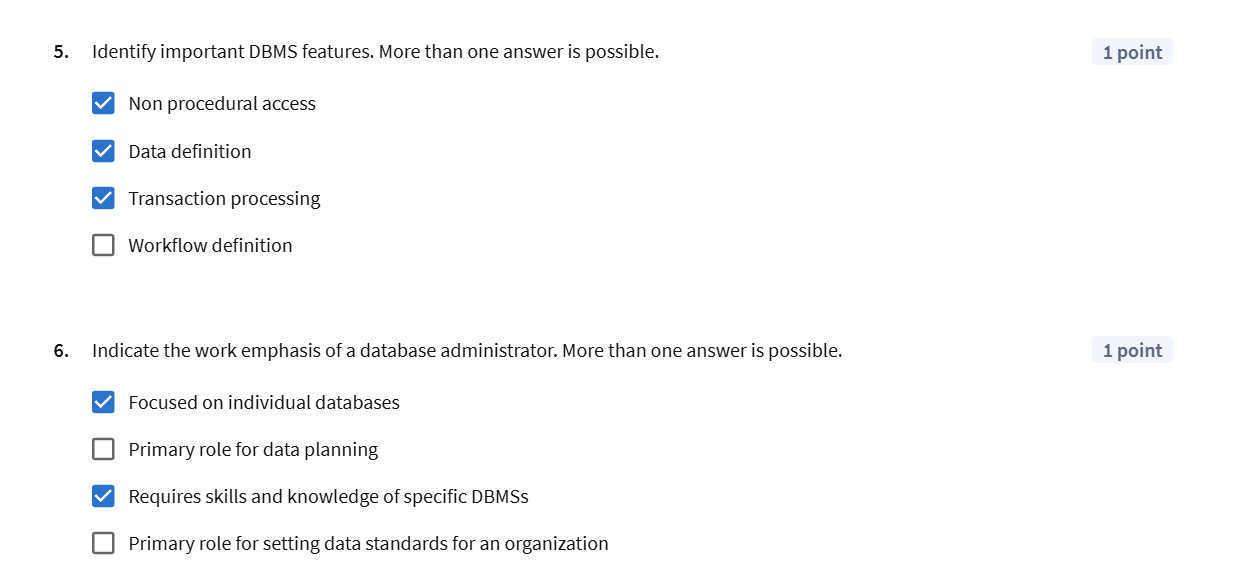 5. Identify important DBMS features. More than one answer is possible. 1 point
Non procedural access
Data definition
Transaction processing
Workflow definition
6. Indicate the work emphasis of a database administrator. More than one answer is possible. 1 point
Focused on individual databases
Primary role for data planning
Requires skills and knowledge of specific DBMSs
Primary role for setting data standards for an organization